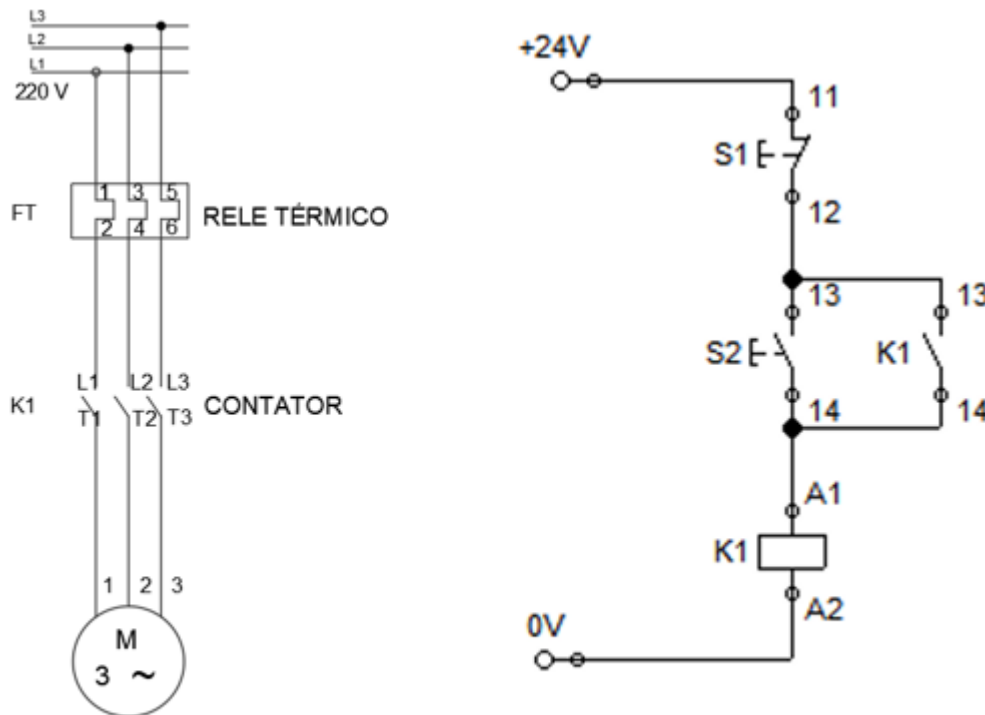 L3
L2
L1
220 V
FT
1 3 5
2 4 6
RELE TÉRMICO
K1
L1 L2 L3
T1 T2 T3
CONTATOR
1 2 3
M
3 ~
+24V
11
S1
12
13 13
S2 K1
14 14
A1
K1
A2
0V